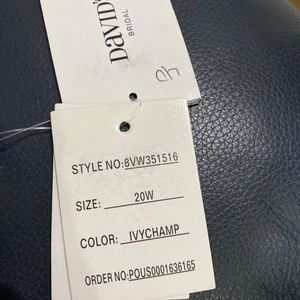 DAVID'S
BRIDAL
STYLE NO:8VW351516
SIZE: 20W
COLOR: IVYCHAMP
ORDER NO:POUS0001636165